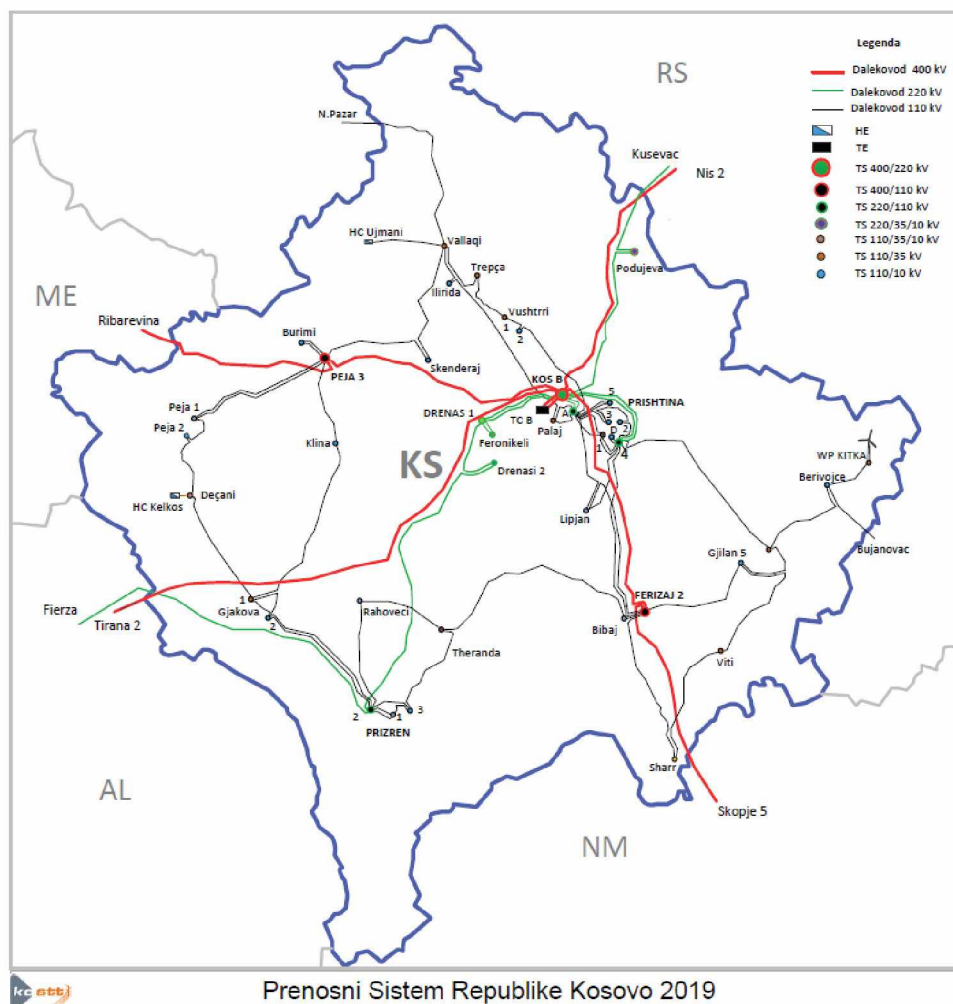 Legenda
Dalekovod 400 kV
Dalekovod 220 kV
Dalekovod 110 kV
HE
TE
TS 400/220 kV
TS 400/110 kV
TS 220/110 kV
TS 220/35/10 kV
TS 110/35/10 kV
TS 110/35 kV
TS 110/10 kV
RS
N.Pazar
Kusevac
Nis 2
HC Ujmani
Vallaqi
Trepça
Ilirida
Podujeva
ME
Ribarevina
Burimi
Vushtrri
1
2
Skenderaj
PEJA 3
KOS B
5
PRISHTINA
Peja 1
DRENAS 1
TC B
A
3
1
2
D
Peja 2
Palaj
Klina
Feronikeli
1
4
KS
Drenasi 2
WP KITKA
Berivojce
HC Kelkos
Deçani
Lipjan
Bujanovac
Gjilan 5
Fierza
Tirana 2
1
Gjakova
2
Rahoveci
FERIZAJ 2
Bibaj
Theranda
Viti
2
1
3
PRIZREN
Sharr
AL
Skopje 5
NM
kostt
Prenosni Sistem Republike Kosovo 2019